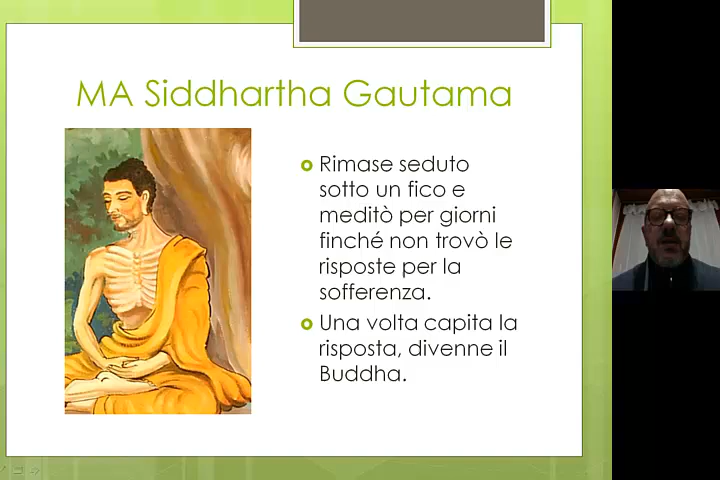 MA Siddhartha Gautama
Rimase seduto
sotto un fico e
meditò per giorni
finché non trovò le
risposte per la
sofferenza.
Una volta capita la
risposta, divenne il
Buddha.